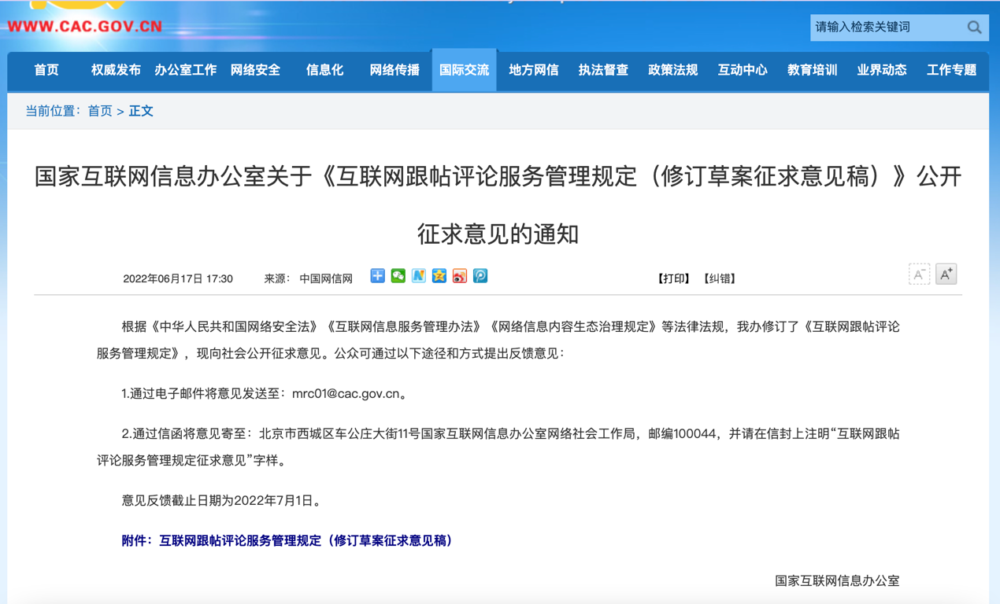 WWW.CAC.GOV.CN
请输入检索关键词
首页 权威发布 办公室工作 网络安全 信息化 网络传播 国际交流 地方网信 执法督查 政策法规 互动中心 教育培训 业界动态 工作专题
当前位置：首页 > 正文
国家互联网信息办公室关于《互联网跟帖评论服务管理规定（修订草案征求意见稿）》公开
征求意见的通知
2022年06月17日 17:30 来源： 中国网信网 【打印】 【纠错】 A- A+
根据《中华人民共和国网络安全法》《互联网信息服务管理办法》《网络信息内容生态治理规定》等法律法规，我办修订了《互联网跟帖评论
服务管理规定》，现向社会公开征求意见。公众可通过以下途径和方式提出反馈意见：
1.通过电子邮件将意见发送至：mrc01@cac.gov.cn。
2.通过信函将意见寄至：北京市西城区车公庄大街11号国家互联网信息办公室网络社会工作局，邮编100044，并请在信封上注明“互联网跟帖
评论服务管理规定征求意见”字样。
意见反馈截止日期为2022年7月1日。
附件：互联网跟帖评论服务管理规定（修订草案征求意见稿）
国家互联网信息办公室